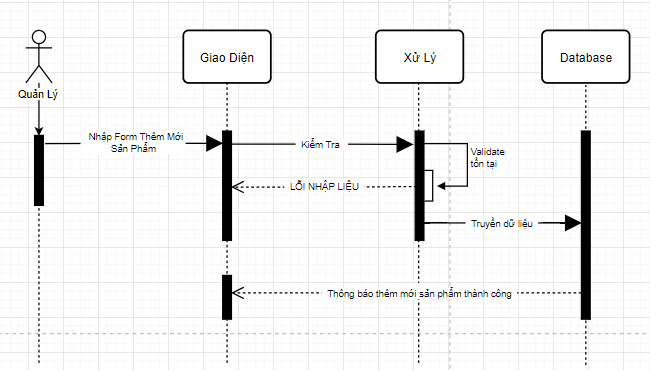 Giao Diện
Xử Lý
Database
Quản Lý
Nhập Form Thêm Mới
Sản Phẩm
Kiểm Tra
Validate
tồn tại
LỖI NHẬP LIỆU
Truyền dữ liệu
Thông báo thêm mới sản phẩm thành công